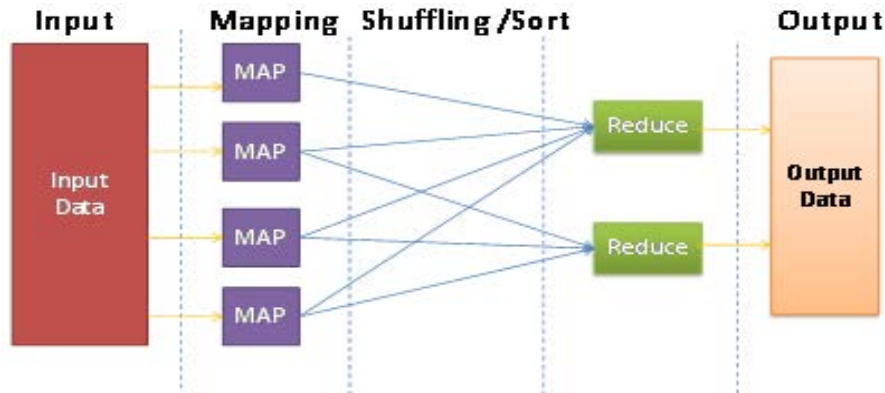 Input Mapping Shuffling /Sort Output
MAP
MAP
MAP
MAP
Input
Data
Reduce
Reduce
Output
Data